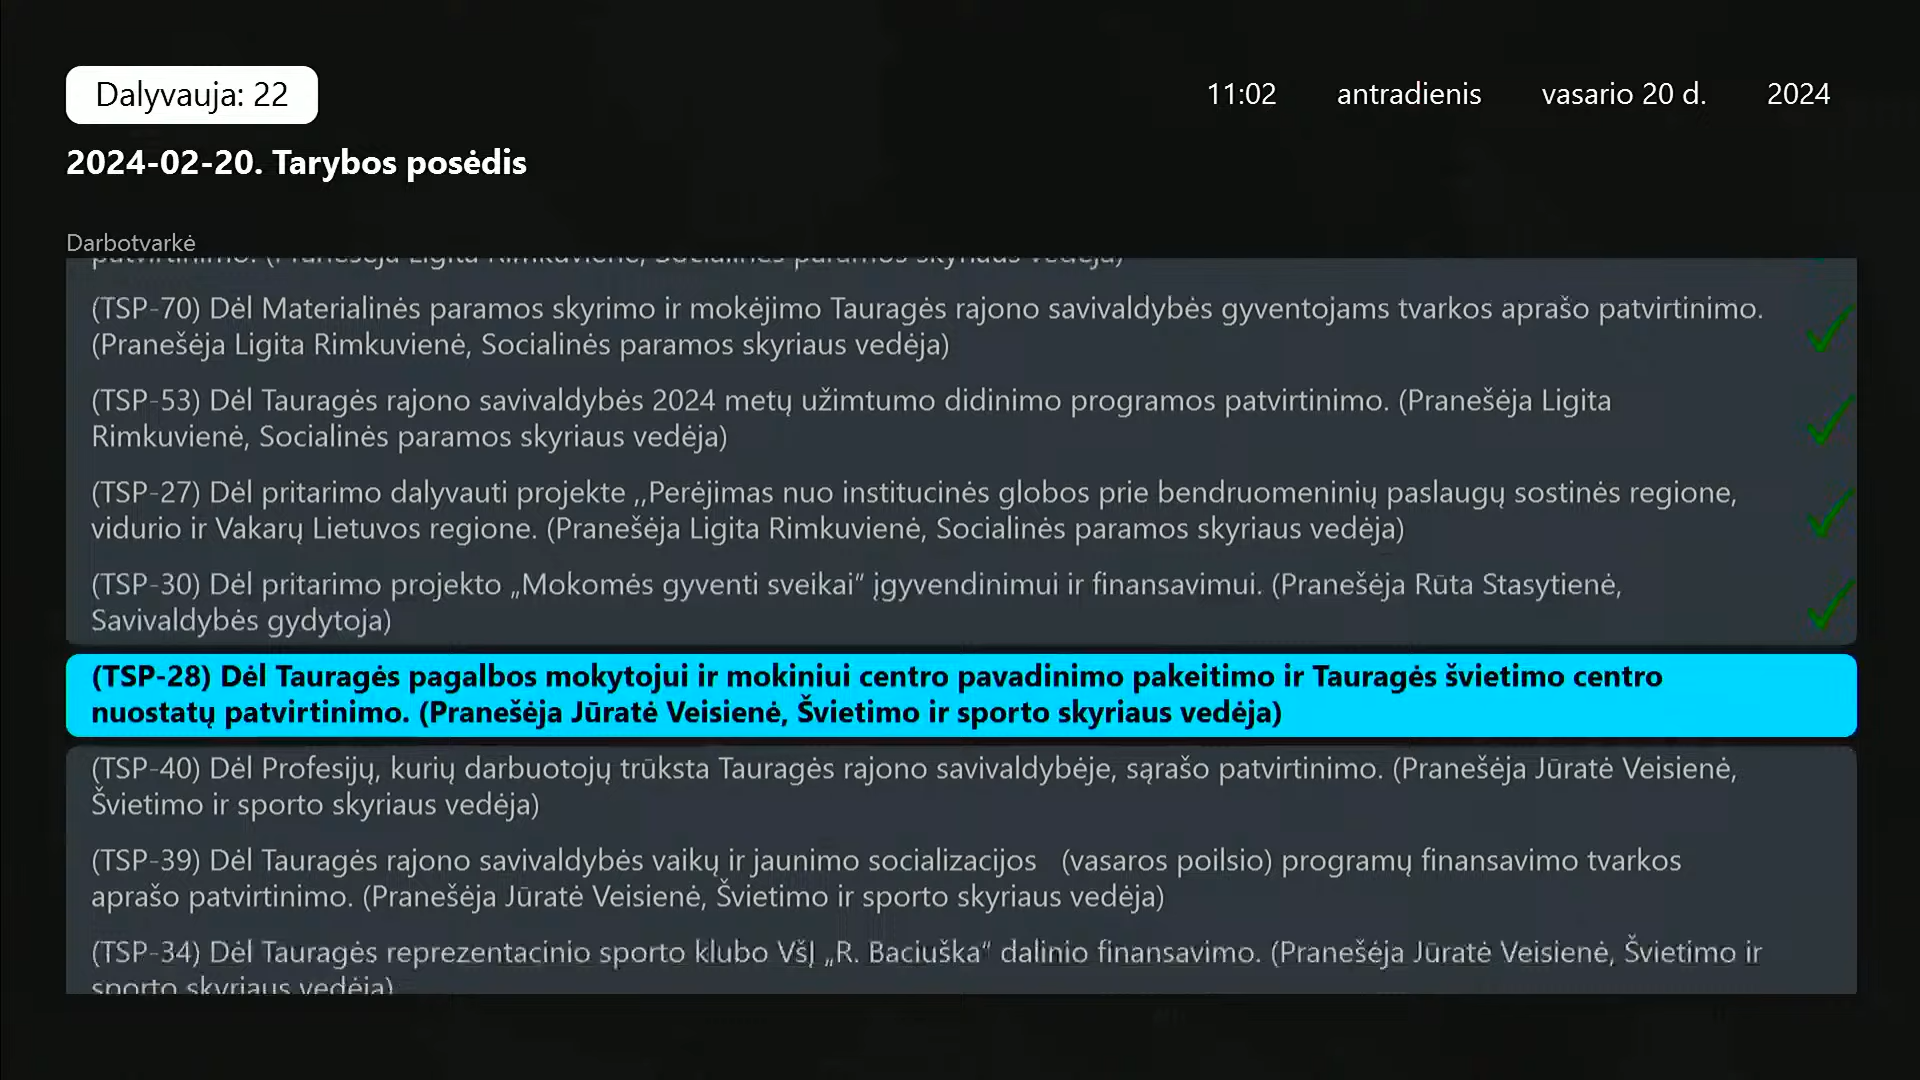 Dalyvauja: 22
11:02 antradienis vasario 20 d. 2024
2024-02-20. Tarybos posėdis
Darbotvarkė
patvirtinimo. (Pranešėja Ligita Rimkuvienė, Socialinės paramos skyriaus vedėja)
(TSP-70) Dėl Materialinės paramos skyrimo ir mokėjimo Tauragės rajono savivaldybės gyventojams tvarkos aprašo patvirtinimo.
(Pranešėja Ligita Rimkuvienė, Socialinės paramos skyriaus vedėja)
(TSP-53) Dėl Tauragės rajono savivaldybės 2024 metų užimtumo didinimo programos patvirtinimo. (Pranešėja Ligita
Rimkuvienė, Socialinės paramos skyriaus vedėja)
(TSP-27) Dėl pritarimo dalyvauti projekte ,,Perėjimas nuo institucinės globos prie bendruomeninių paslaugų sostinės regione,
vidurio ir Vakarų Lietuvos regione. (Pranešėja Ligita Rimkuvienė, Socialinės paramos skyriaus vedėja)
(TSP-30) Dėl pritarimo projekto „Mokomės gyventi sveikai“ įgyvendinimui ir finansavimui. (Pranešėja Rūta Stasytienė,
Savivaldybės gydytoja)
(TSP-28) Dėl Tauragės pagalbos mokytojui ir mokiniui centro pavadinimo pakeitimo ir Tauragės švietimo centro
nuostatų patvirtinimo. (Pranešėja Jūratė Veisienė, Švietimo ir sporto skyriaus vedėja)
(TSP-40) Dėl Profesijų, kurių darbuotojų trūksta Tauragės rajono savivaldybėje, sąrašo patvirtinimo. (Pranešėja Jūratė Veisienė,
Švietimo ir sporto skyriaus vedėja)
(TSP-39) Dėl Tauragės rajono savivaldybės vaikų ir jaunimo socializacijos (vasaros poilsio) programų finansavimo tvarkos
aprašo patvirtinimo. (Pranešėja Jūratė Veisienė, Švietimo ir sporto skyriaus vedėja)
(TSP-34) Dėl Tauragės reprezentacinio sporto klubo VšĮ „R. Baciuška“ dalinio finansavimo. (Pranešėja Jūratė Veisienė, Švietimo ir
sporto skyriaus vedėja)